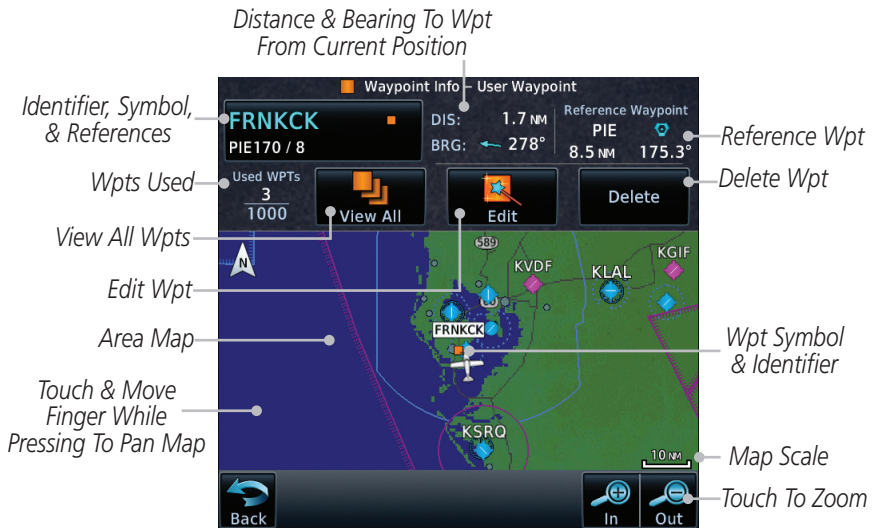 Distance & Bearing To Wpt
From Current Position
Waypoint Info – User Waypoint
Identifier, Symbol,
& References
FRNKCK
PIE170 / 8
DIS: 1.7 NM
BRG: 278°
Reference Waypoint
PIE
8.5 NM 175.3°
Reference Wpt
Wpts Used
Used WPTs
3
1000
View All
Edit
Delete
Delete Wpt
View All Wpts
N
589
KVDF
KLAL
KGIF
Edit Wpt
FRNKCK
Area Map
Wpt Symbol
& Identifier
Touch & Move
Finger While
Pressing To Pan Map
KSRQ
10 NM
Map Scale
Back
In
Out
Touch To Zoom